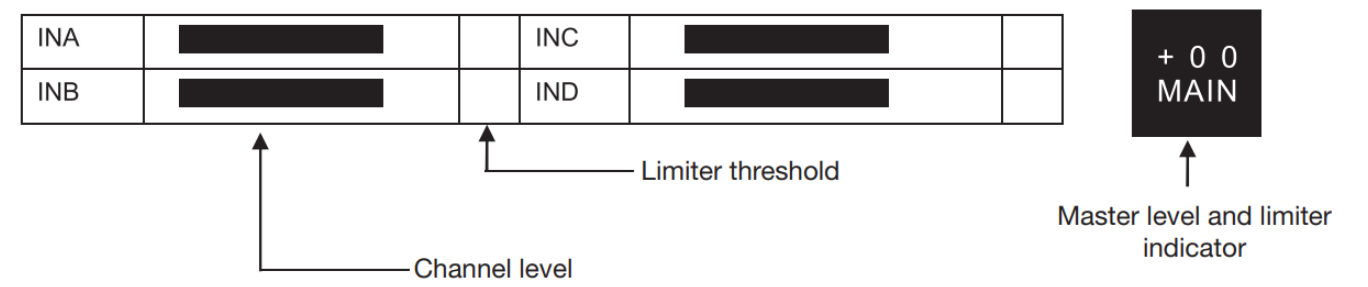 INA
INC
INB
IND
+ 0 0
MAIN
Limiter threshold
Channel level
Master level and limiter
indicator